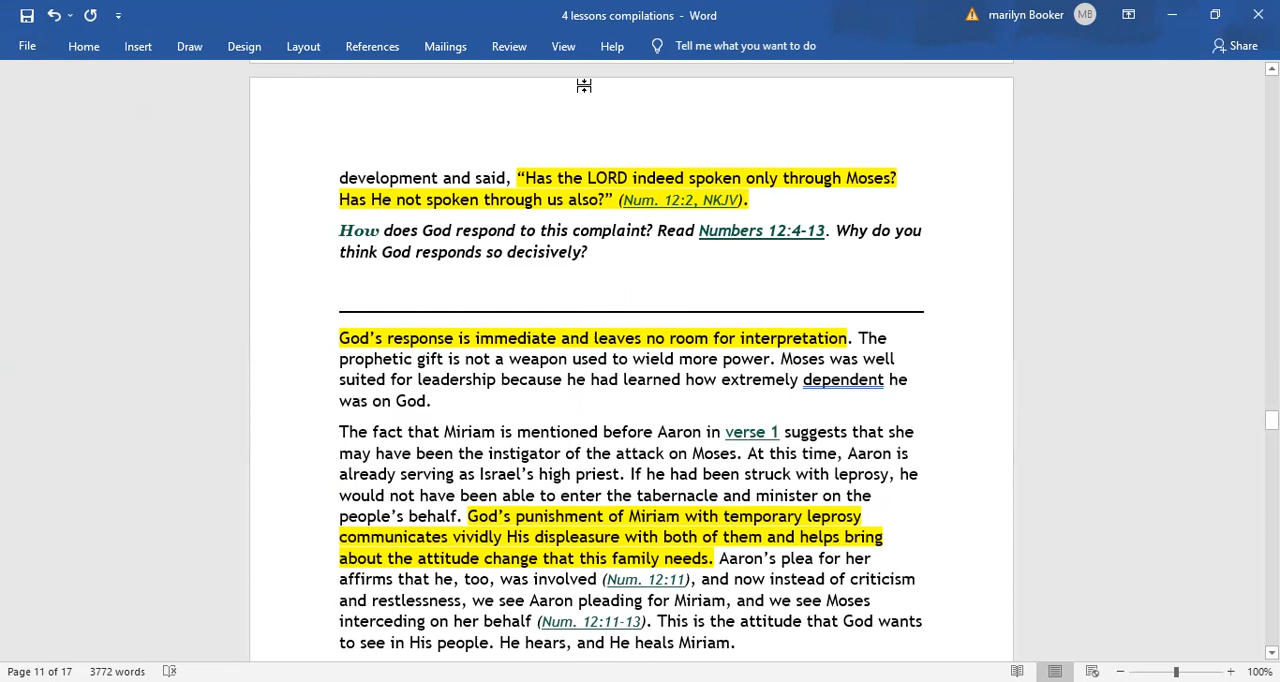 4 lessons compilations - Word
marilyn Booker MB
File Home Insert Draw Design Layout References Mailings Review View Help Tell me what you want to do Share
development and said, “Has the LORD indeed spoken only through Moses?
Has He not spoken through us also?” (Num. 12:2, NKJV).
How does God respond to this complaint? Read Numbers 12:4-13. Why do you
think God responds so decisively?
God’s response is immediate and leaves no room for interpretation. The
prophetic gift is not a weapon used to wield more power. Moses was well
suited for leadership because he had learned how extremely dependent he
was on God.
The fact that Miriam is mentioned before Aaron in verse 1 suggests that she
may have been the instigator of the attack on Moses. At this time, Aaron is
already serving as Israel’s high priest. If he had been struck with leprosy, he
would not have been able to enter the tabernacle and minister on the
people’s behalf. God’s punishment of Miriam with temporary leprosy
communicates vividly His displeasure with both of them and helps bring
about the attitude change that this family needs. Aaron’s plea for her
affirms that he, too, was involved (Num. 12:11), and now instead of criticism
and restlessness, we see Aaron pleading for Miriam, and we see Moses
interceding on her behalf (Num. 12:11-13). This is the attitude that God wants
to see in His people. He hears, and He heals Miriam.
Page 11 of 17 3772 words 100%